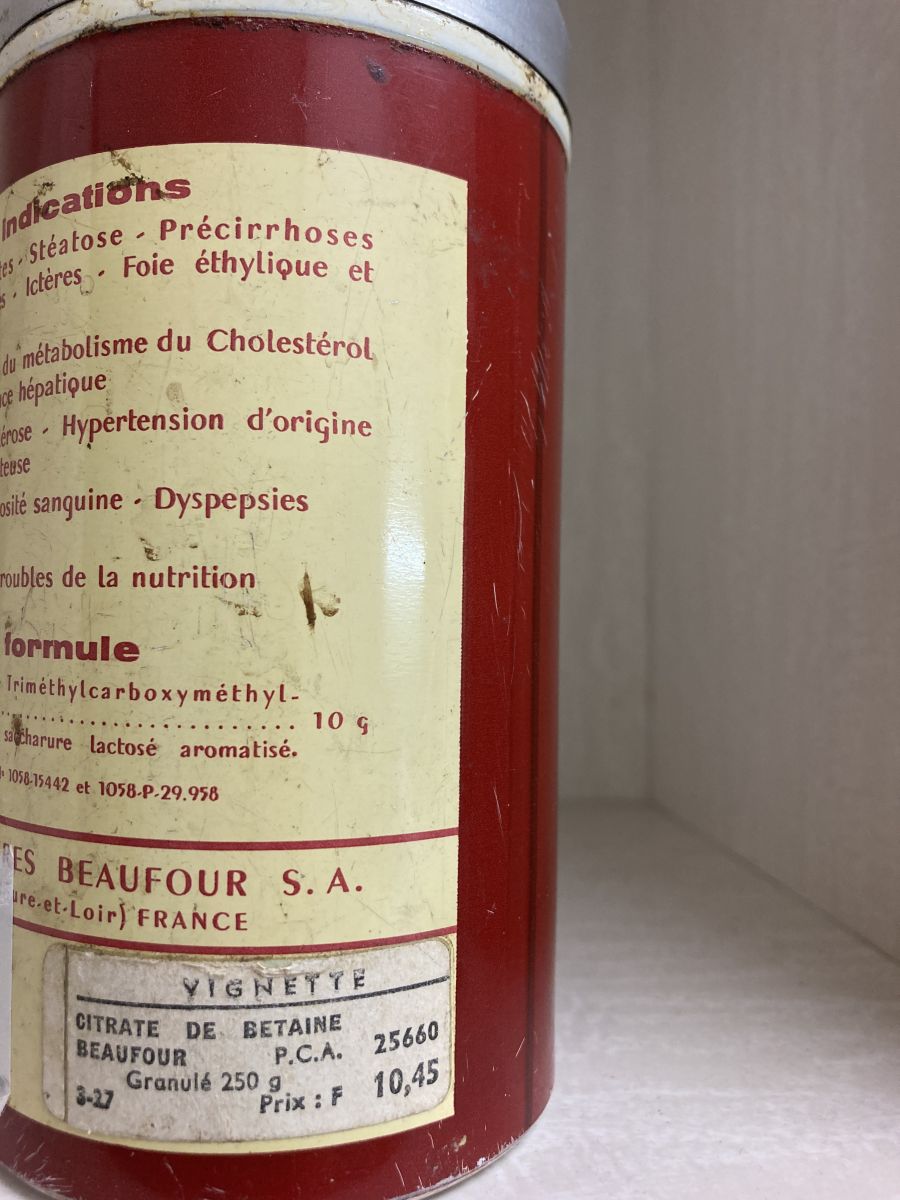 Indications
tes - Stéatose - Précirrhoses
s - Ictères - Foie éthylique et
du métabolisme du Cholestérol
ce hépatique
érose - Hypertension d'origine
teuse
osité sanguine - Dyspepsies
roubles de la nutrition
formule
Triméthylcarboxyméthyl-
........................... 10 g
saccharure lactosé aromatisé.
1058-15442 et 1058-P-29.958
RES BEAUFOUR S. A.
ure-et-Loir) FRANCE
VIGNETTE
CITRATE DE BETAINE
BEAUFOUR P.C.A. 25660
Granulé 250 g
3-27 Prix : F 10,45